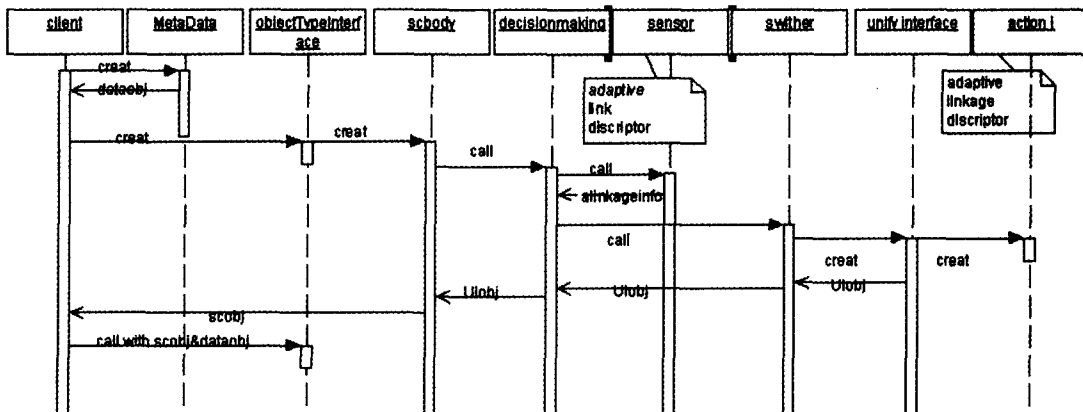 client
MetaData
objectTypeInterf
ace
scbody
decisionmaking
sensor
swither
unify interface
action i
adaptive
link
discriptor
adaptive
linkage
discriptor
creat
dataobj
creat
creat
call
call
alinkageinfo
call
creat
creat
UIobj
UIobj
UIobj
scobj
call with scobj&dataobj